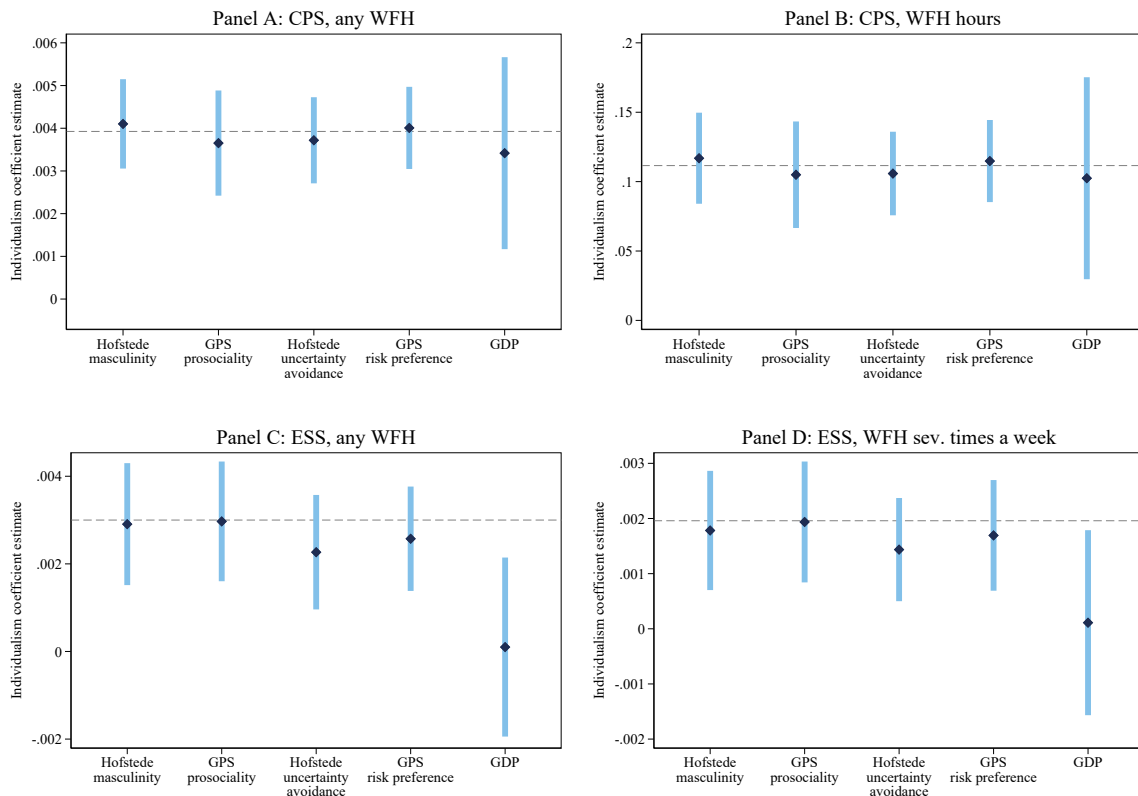 Panel A: CPS, any WFH
Individualism coefficient estimate
.006
.005
.004
.003
.002
.001
0
Hofstede
masculinity
GPS
prosociality
Hofstede
uncertainty
avoidance
GPS
risk preference
GDP
Panel B: CPS, WFH hours
Individualism coefficient estimate
.2
.15
.1
.05
0
Hofstede
masculinity
GPS
prosociality
Hofstede
uncertainty
avoidance
GPS
risk preference
GDP
Panel C: ESS, any WFH
Individualism coefficient estimate
.004
.002
0
-.002
Hofstede
masculinity
GPS
prosociality
Hofstede
uncertainty
avoidance
GPS
risk preference
GDP
Panel D: ESS, WFH sev. times a week
Individualism coefficient estimate
.003
.002
.001
0
-.001
-.002
Hofstede
masculinity
GPS
prosociality
Hofstede
uncertainty
avoidance
GPS
risk preference
GDP